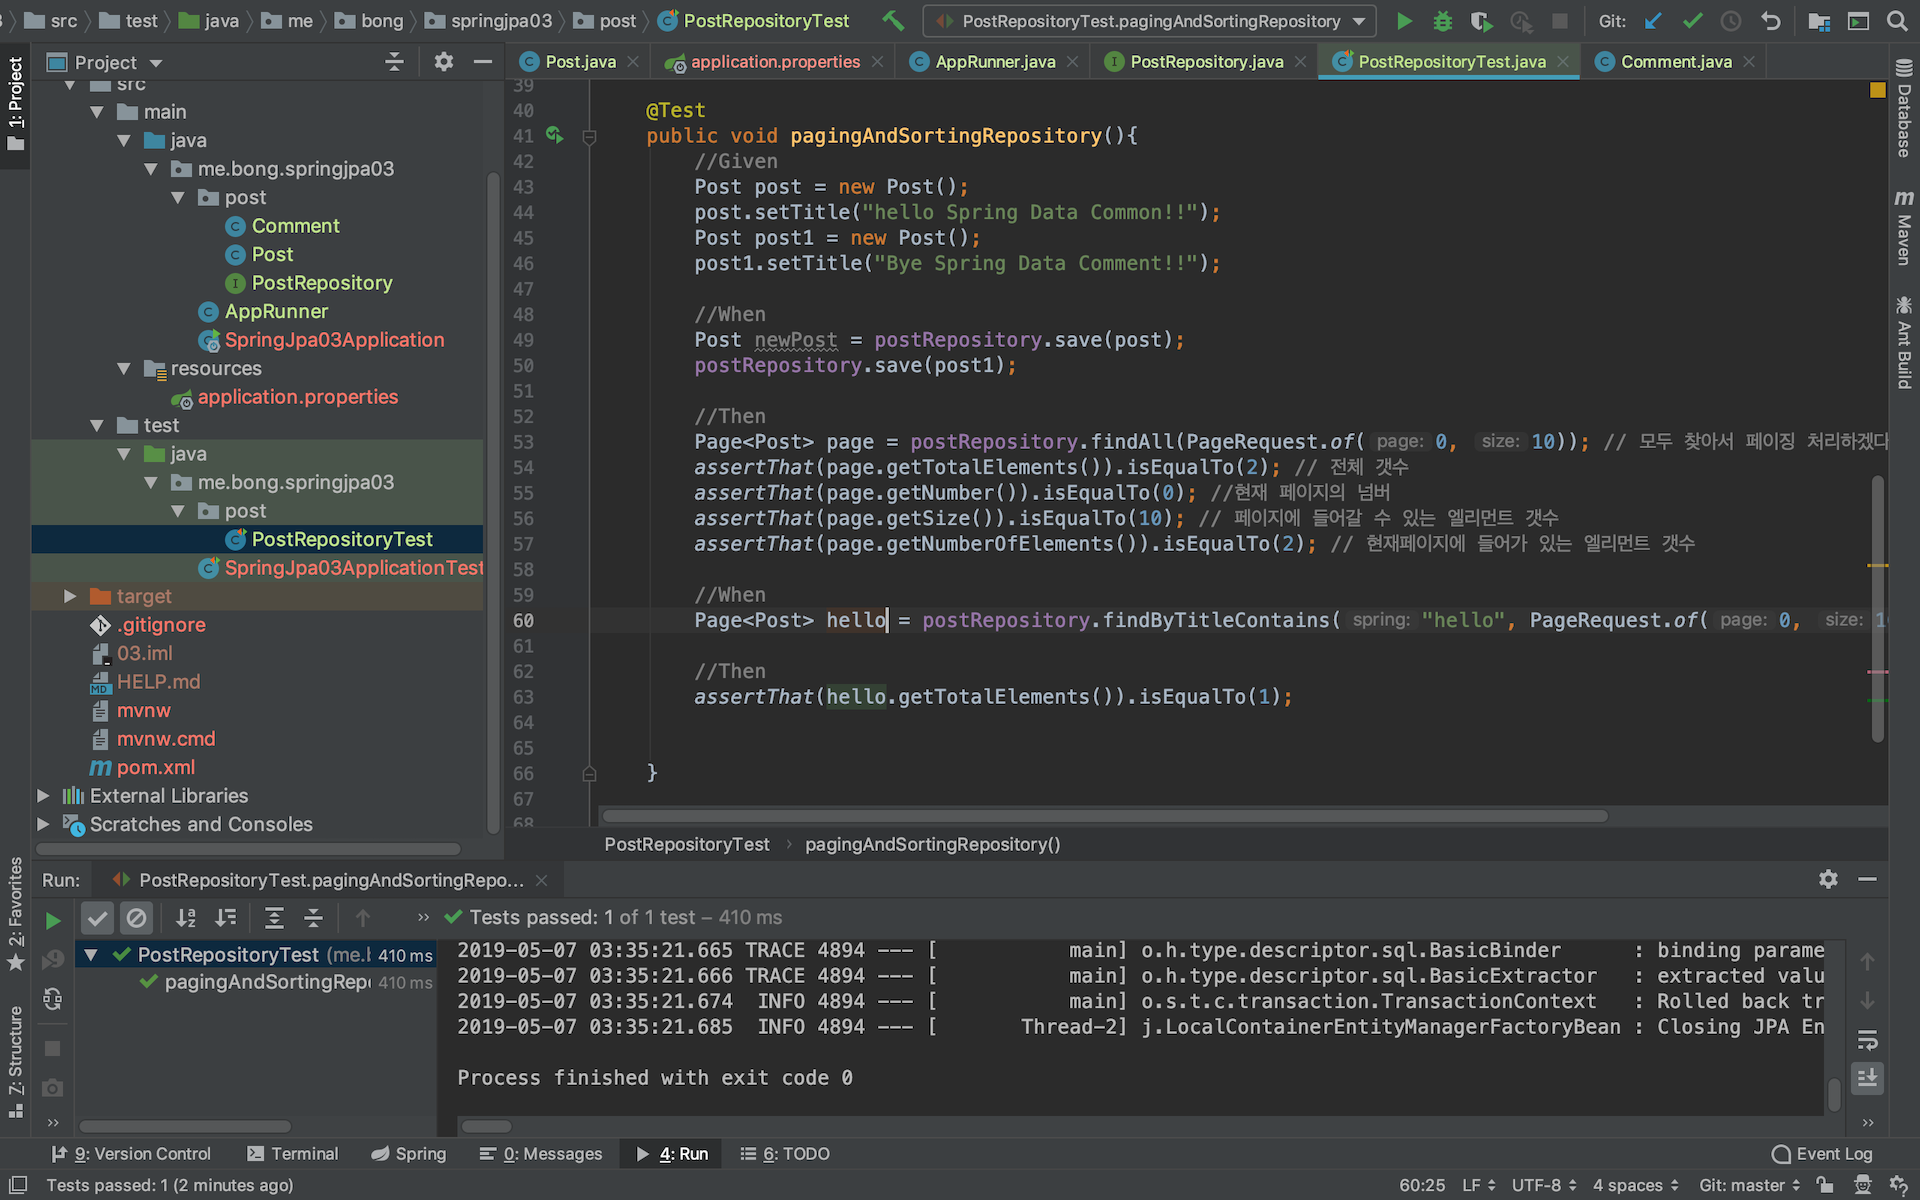 src test java me bong springjpa03 post PostRepositoryTest PostRepositoryTest.pagingAndSortingRepository Git:
1: Project
Project
src
main
java
me.bong.springjpa03
post
Comment
Post
PostRepository
AppRunner
SpringJpa03Application
resources
application.properties
test
java
me.bong.springjpa03
post
PostRepositoryTest
SpringJpa03ApplicationTest
target
.gitignore
03.iml
HELP.md
mvnw
mvnw.cmd
pom.xml
External Libraries
Scratches and Consoles
Post.java application.properties AppRunner.java PostRepository.java PostRepositoryTest.java Comment.java
39
40 @Test
41 public void pagingAndSortingRepository(){
42 //Given
43 Post post = new Post();
44 post.setTitle("hello Spring Data Common!!");
45 Post post1 = new Post();
46 post1.setTitle("Bye Spring Data Comment!!");
47
48 //When
49 Post newPost = postRepository.save(post);
50 postRepository.save(post1);
51
52 //Then
53 Page<Post> page = postRepository.findAll(PageRequest.of( page: 0, size: 10)); // 모두 찾아서 페이징 처리하겠다
54 assertThat(page.getTotalElements()).isEqualTo(2); // 전체 갯수
55 assertThat(page.getNumber()).isEqualTo(0); //현재 페이지의 넘버
56 assertThat(page.getSize()).isEqualTo(10); // 페이지에 들어갈 수 있는 엘리먼트 갯수
57 assertThat(page.getNumberOfElements()).isEqualTo(2); // 현재페이지에 들어가 있는 엘리먼트 갯수
58
59 //When
60 Page<Post> hello = postRepository.findByTitleContains( spring: "hello", PageRequest.of( page: 0, size: 1
61
62 //Then
63 assertThat(hello.getTotalElements()).isEqualTo(1);
64
65
66 }
67
68
PostRepositoryTest pagingAndSortingRepository()
Database
m Maven
Ant Build
2: Favorites
Z: Structure
Run: PostRepositoryTest.pagingAndSortingRepo...
Tests passed: 1 of 1 test – 410 ms
PostRepositoryTest (me.b 410 ms
pagingAndSortingRepo 410 ms
2019-05-07 03:35:21.665 TRACE 4894 --- [ main] o.h.type.descriptor.sql.BasicBinder : binding parame
2019-05-07 03:35:21.666 TRACE 4894 --- [ main] o.h.type.descriptor.sql.BasicExtractor : extracted valu
2019-05-07 03:35:21.674 INFO 4894 --- [ main] o.s.t.c.transaction.TransactionContext : Rolled back tr
2019-05-07 03:35:21.685 INFO 4894 --- [ Thread-2] j.LocalContainerEntityManagerFactoryBean : Closing JPA En
Process finished with exit code 0
9: Version Control Terminal Spring 0: Messages 4: Run 6: TODO Event Log
Tests passed: 1 (2 minutes ago) 60:25 LF UTF-8 4 spaces Git: master